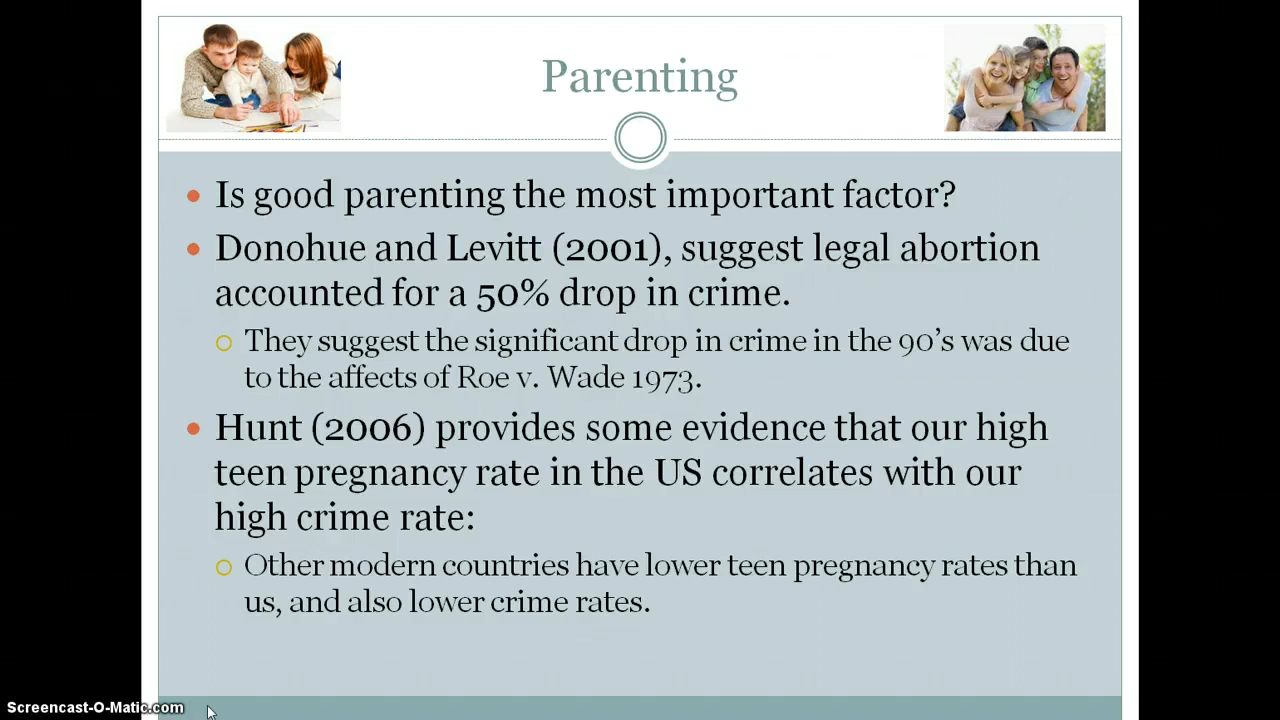 Parenting
Is good parenting the most important factor?
Donohue and Levitt (2001), suggest legal abortion
accounted for a 50% drop in crime.
They suggest the significant drop in crime in the 90's was due
to the affects of Roe v. Wade 1973.
Hunt (2006) provides some evidence that our high
teen pregnancy rate in the US correlates with our
high crime rate:
Other modern countries have lower teen pregnancy rates than
us, and also lower crime rates.
Screencast-O-Matic.com